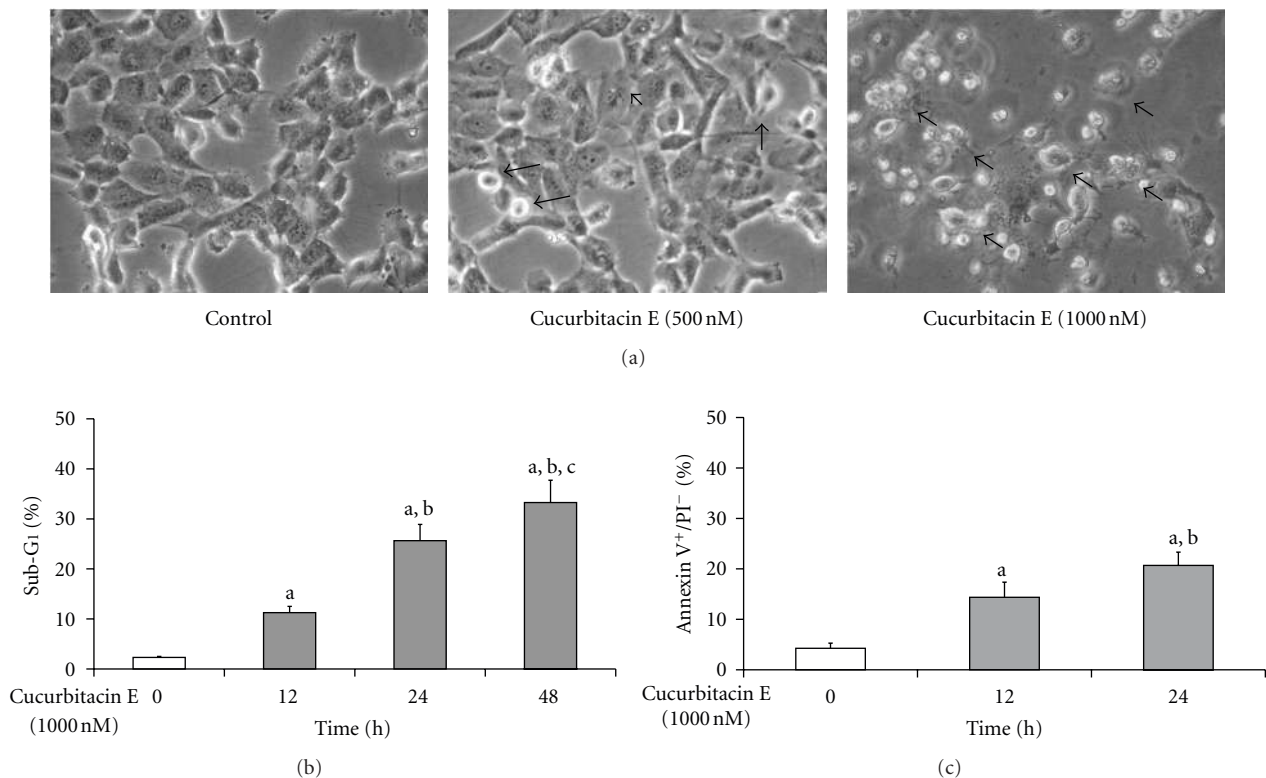 Control
Cucurbitacin E (500 nM)
Cucurbitacin E (1000 nM)
(a)
50
40
30
20
10
0
Sub-G1 (%)
a
a, b
a, b, c
Cucurbitacin E
(1000 nM)
0
12
24
48
Time (h)
(b)
50
40
30
20
10
0
Annexin V⁺/PI⁻ (%)
a
a, b
Cucurbitacin E
(1000 nM)
0
12
24
Time (h)
(c)